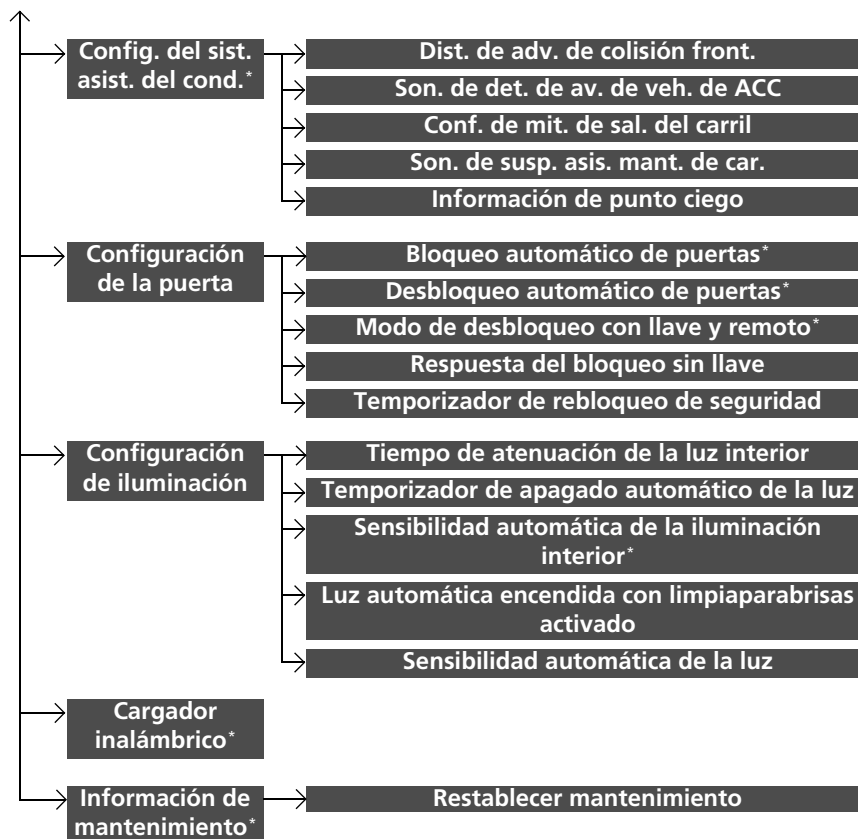 Config. del sist.
asist. del cond.*
Dist. de adv. de colisión front.
Son. de det. de av. de veh. de ACC
Conf. de mit. de sal. del carril
Son. de susp. asis. mant. de car.
Información de punto ciego
Configuración
de la puerta
Bloqueo automático de puertas*
Desbloqueo automático de puertas*
Modo de desbloqueo con llave y remoto*
Respuesta del bloqueo sin llave
Temporizador de rebloqueo de seguridad
Configuración
de iluminación
Tiempo de atenuación de la luz interior
Temporizador de apagado automático de la luz
Sensibilidad automática de la iluminación
interior*
Luz automática encendida con limpiaparabrisas
activado
Sensibilidad automática de la luz
Cargador
inalámbrico*
Información de
mantenimiento*
Restablecer mantenimiento